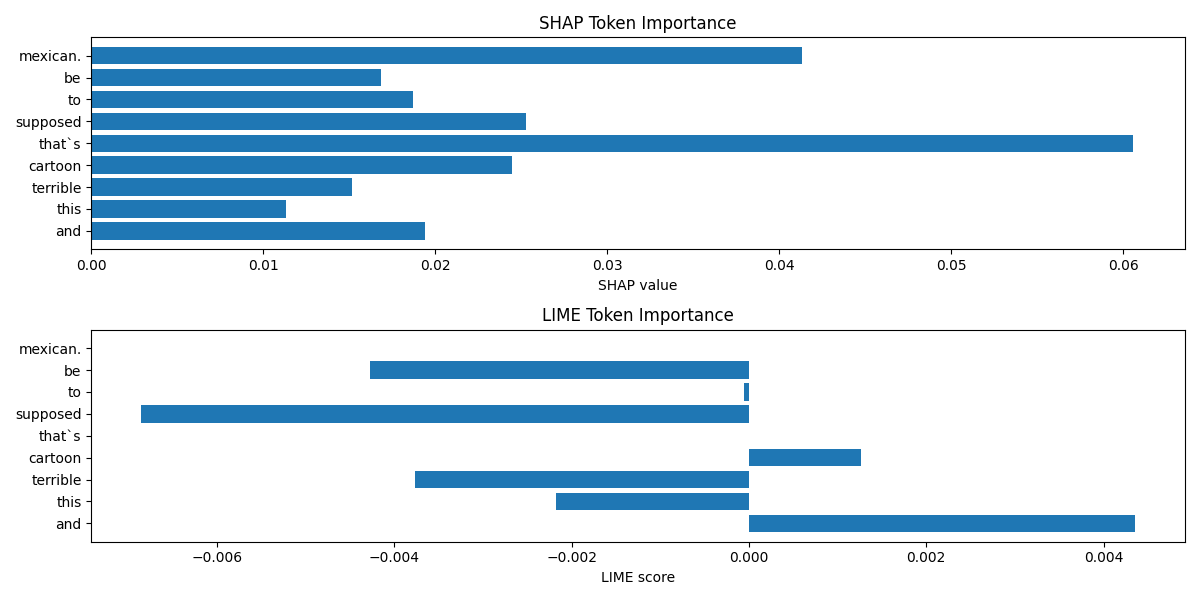 SHAP Token Importance
mexican.
be
to
supposed
that`s
cartoon
terrible
this
and
0.00 0.01 0.02 0.03 0.04 0.05 0.06
SHAP value
LIME Token Importance
mexican.
be
to
supposed
that`s
cartoon
terrible
this
and
−0.006 −0.004 −0.002 0.000 0.002 0.004
LIME score